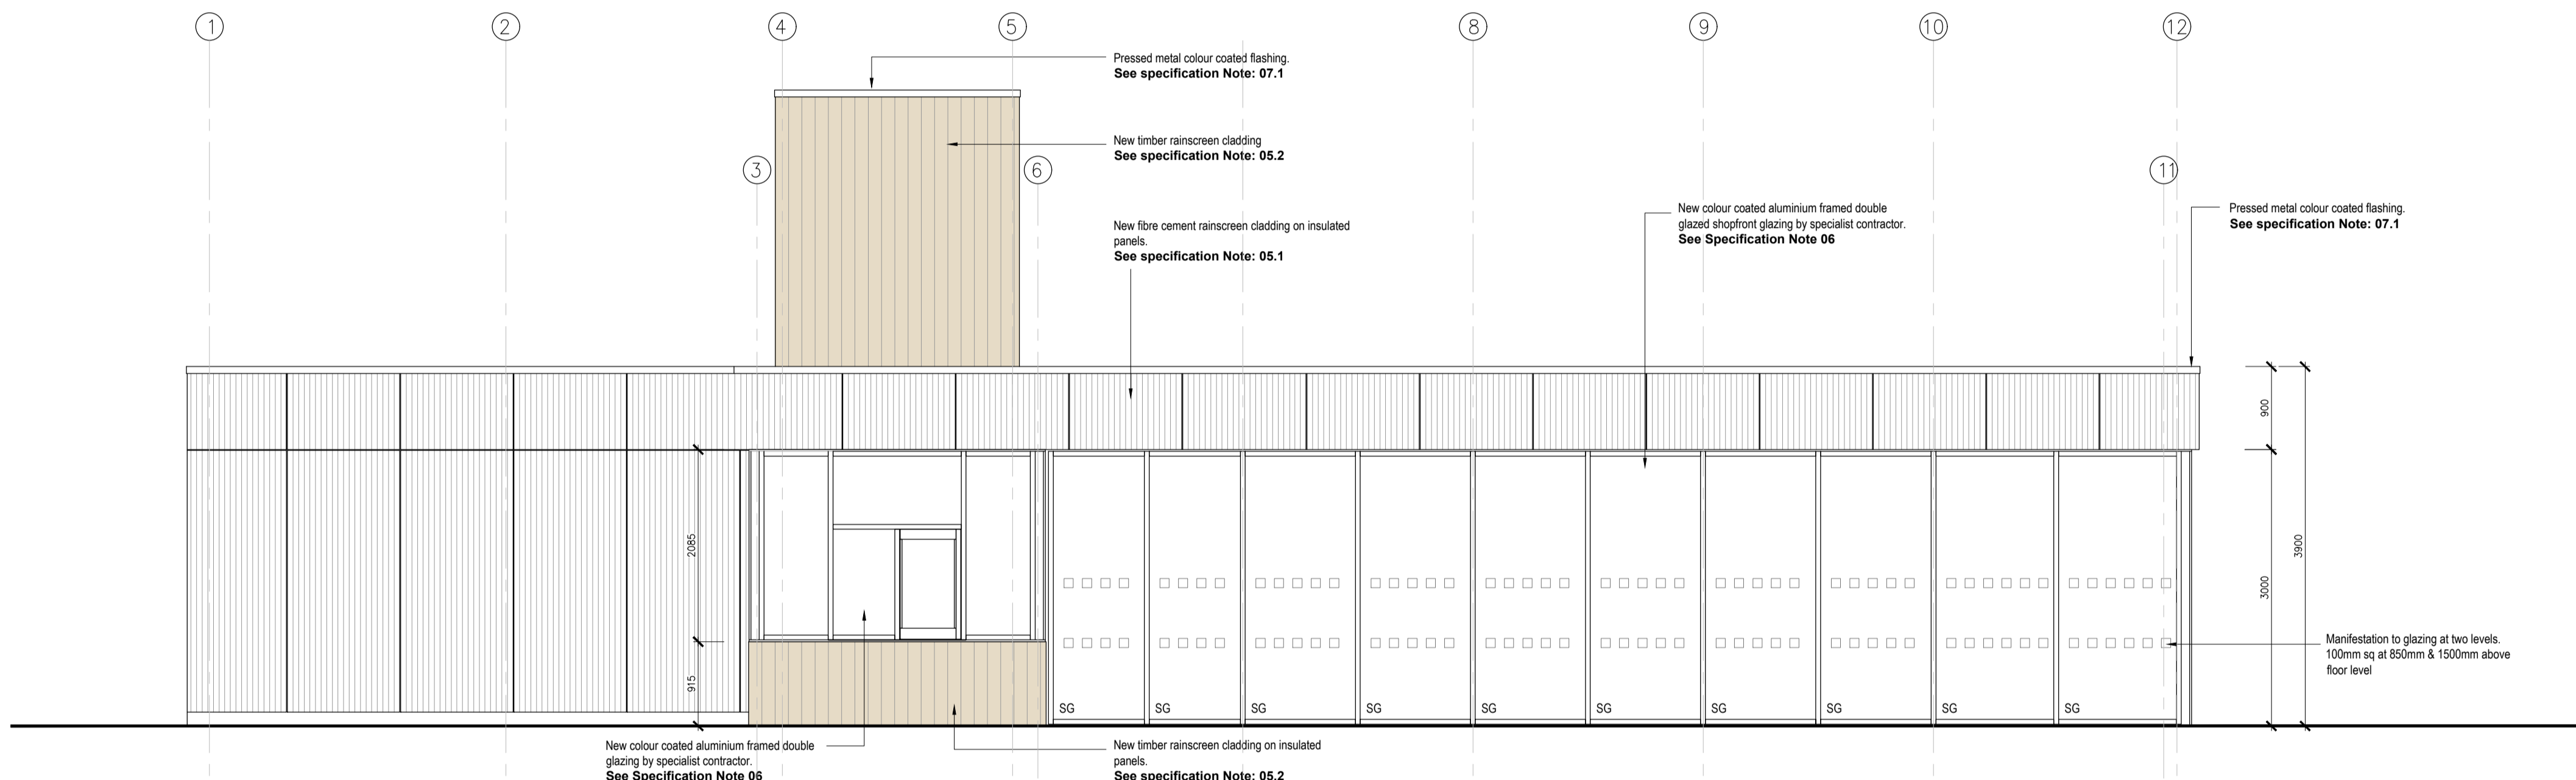 1
2
4
5
8
9
10
12
3
6
11
Pressed metal colour coated flashing.
See specification Note: 07.1
New timber rainscreen cladding
See specification Note: 05.2
New fibre cement rainscreen cladding on insulated
panels.
See specification Note: 05.1
New colour coated aluminium framed double
glazed shopfront glazing by specialist contractor.
See Specification Note 06
Pressed metal colour coated flashing.
See specification Note: 07.1
900
3900
3000
2085
915
Manifestation to glazing at two levels.
100mm sq at 850mm & 1500mm above
floor level
SG
SG
SG
SG
SG
SG
SG
SG
SG
SG
New colour coated aluminium framed double
glazing by specialist contractor.
See Specification Note 06
New timber rainscreen cladding on insulated
panels.
See specification Note: 05.2